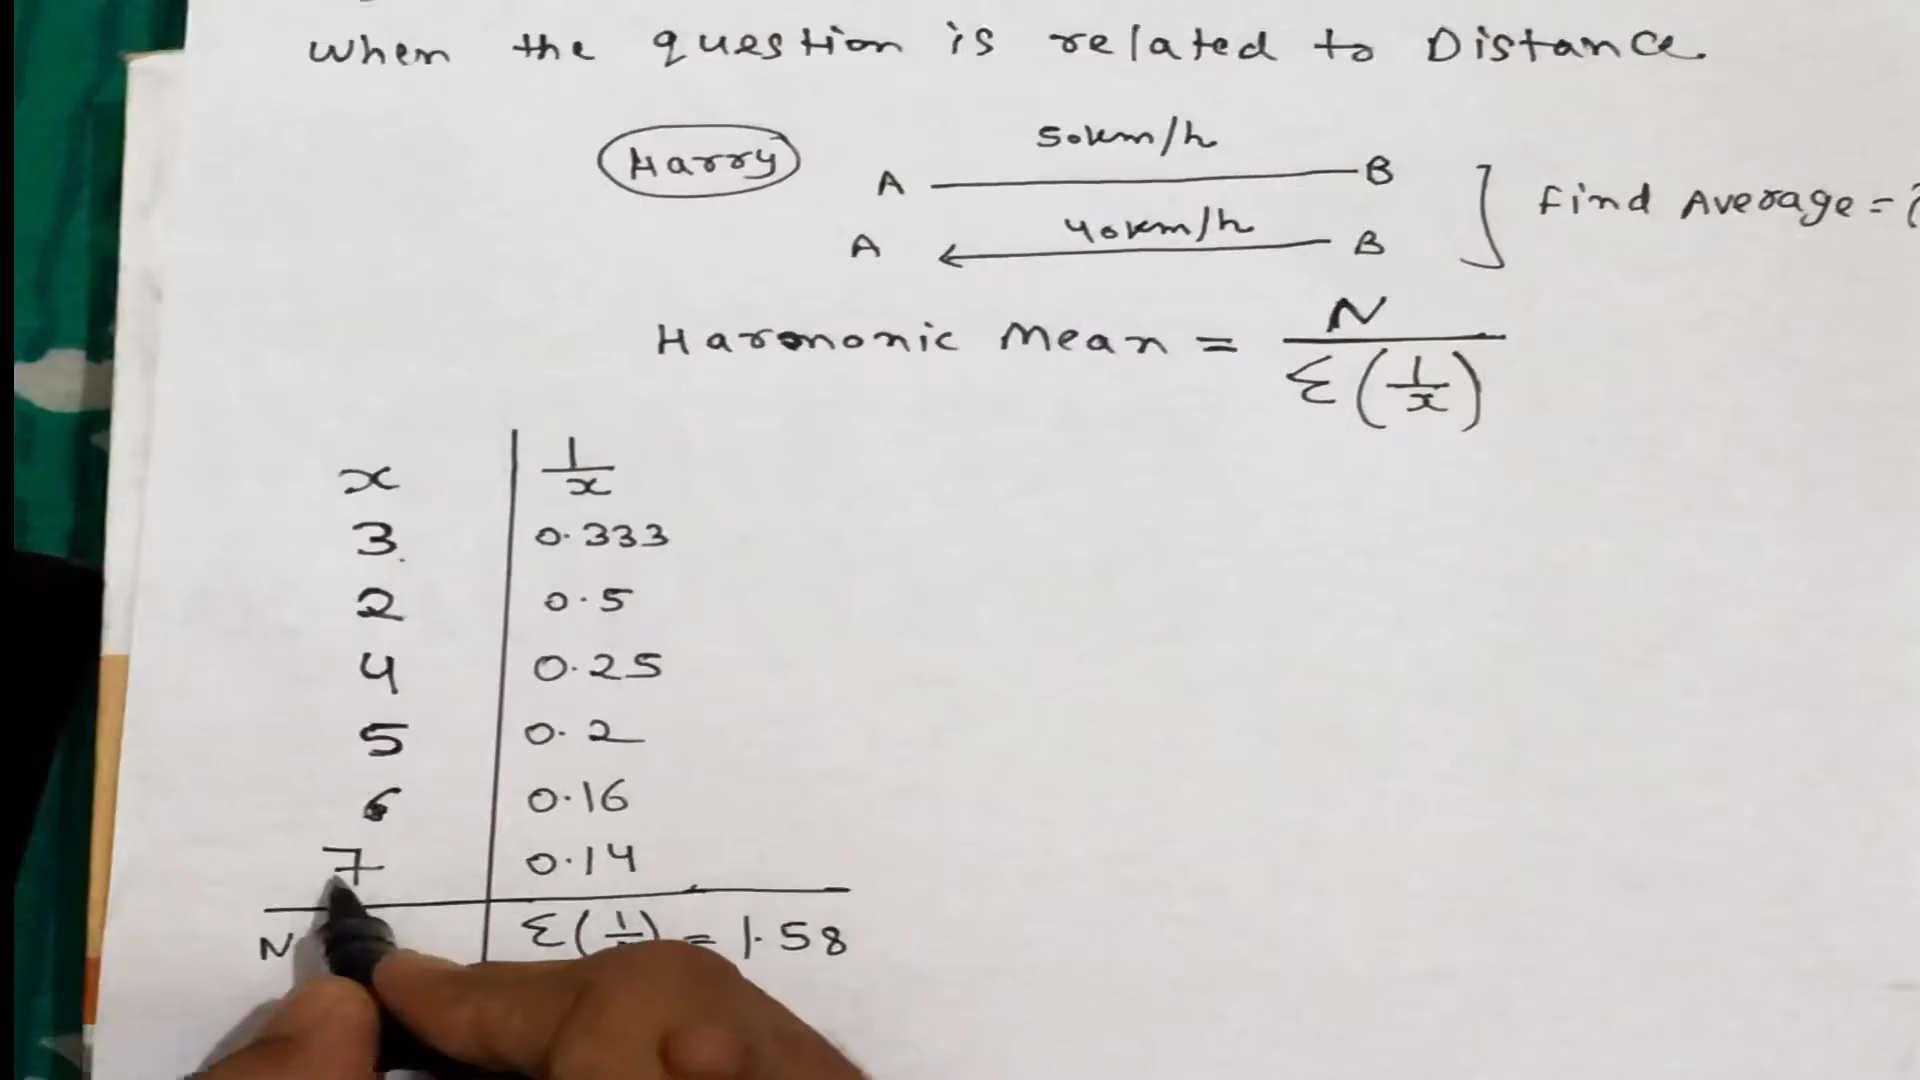 When the question is related to Distance.
Harry
50km/h
A B
40km/h
A B
find Average = ?
Harmonic Mean = N / Σ(1/x)
x 1/x
3 0.333
2 0.5
4 0.25
5 0.2
6 0.16
7 0.14
N Σ(1/x) = 1.58